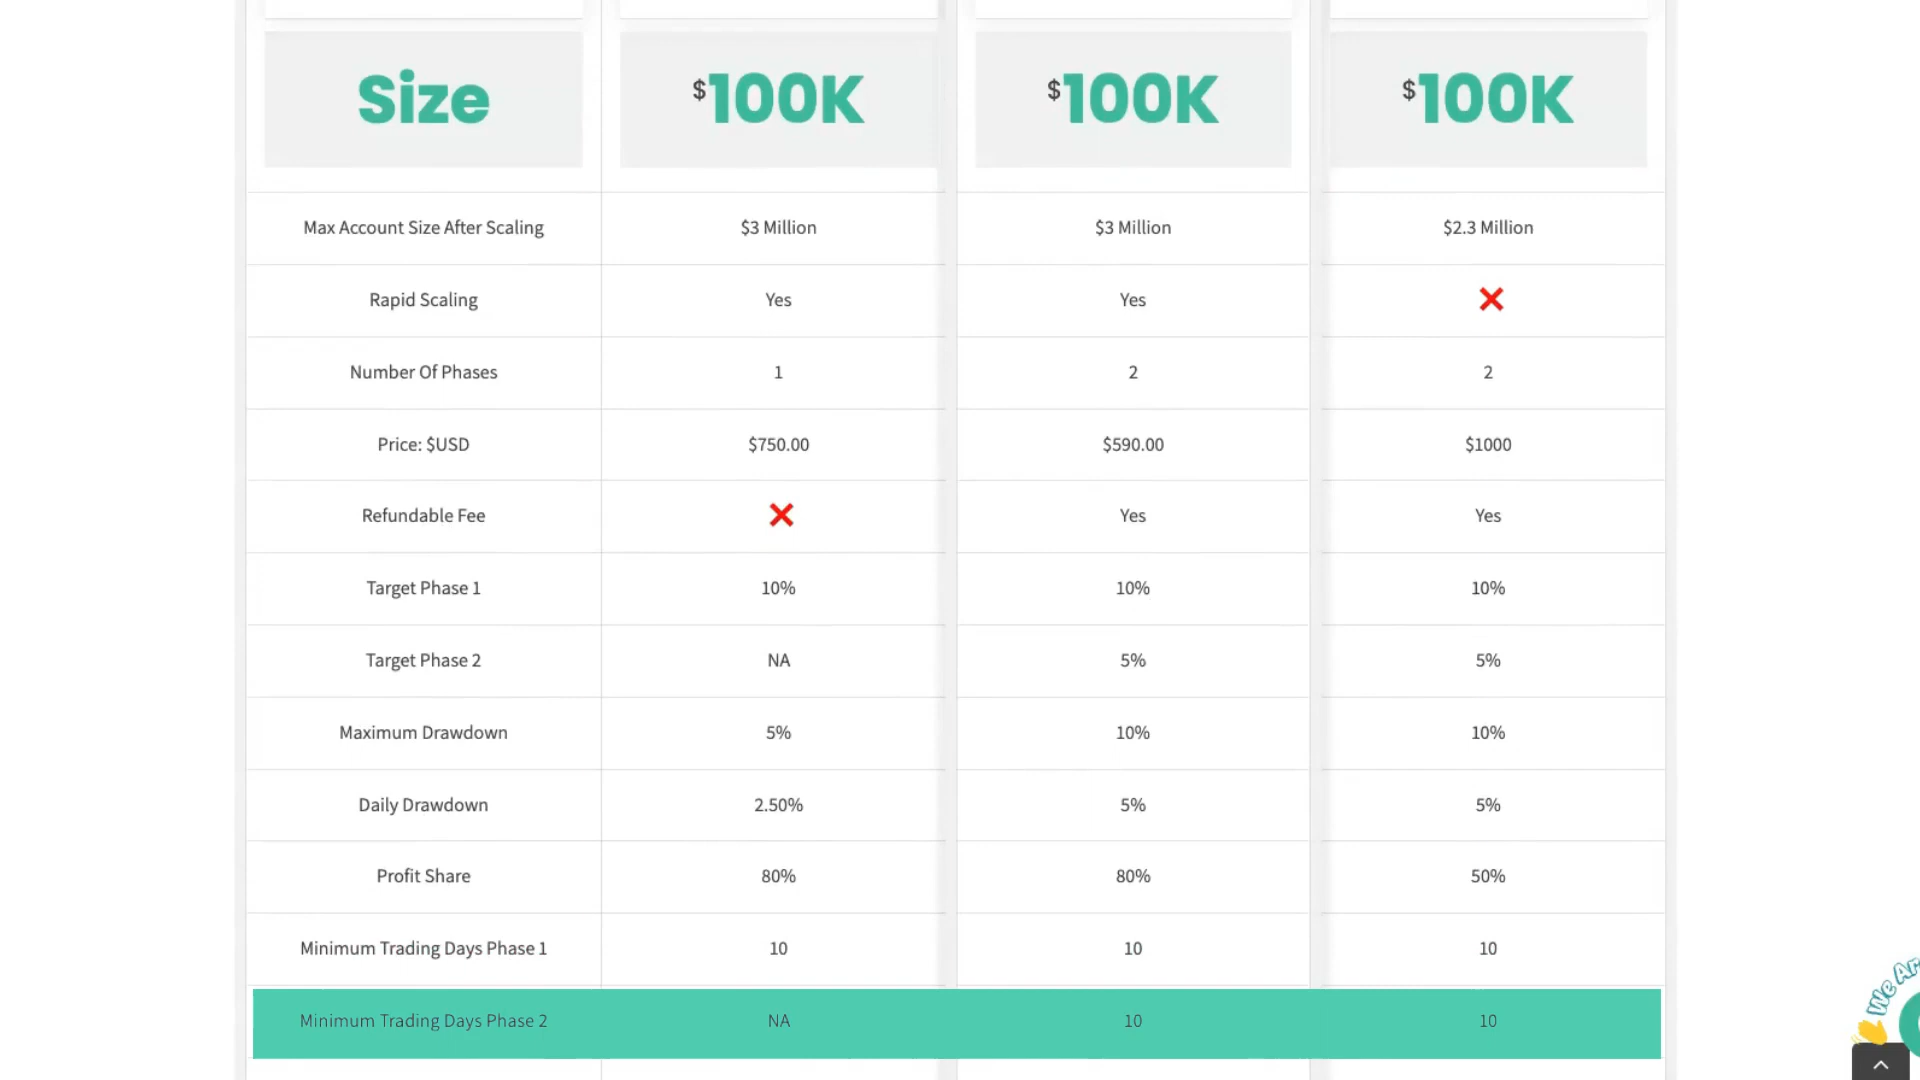 Size $100K $100K $100K
Max Account Size After Scaling $3 Million $3 Million $2.3 Million
Rapid Scaling Yes Yes
Number Of Phases 1 2 2
Price: $USD $750.00 $590.00 $1000
Refundable Fee Yes Yes
Target Phase 1 10% 10% 10%
Target Phase 2 NA 5% 5%
Maximum Drawdown 5% 10% 10%
Daily Drawdown 2.50% 5% 5%
Profit Share 80% 80% 50%
Minimum Trading Days Phase 1 10 10 10
Minimum Trading Days Phase 2 NA 10 10
We